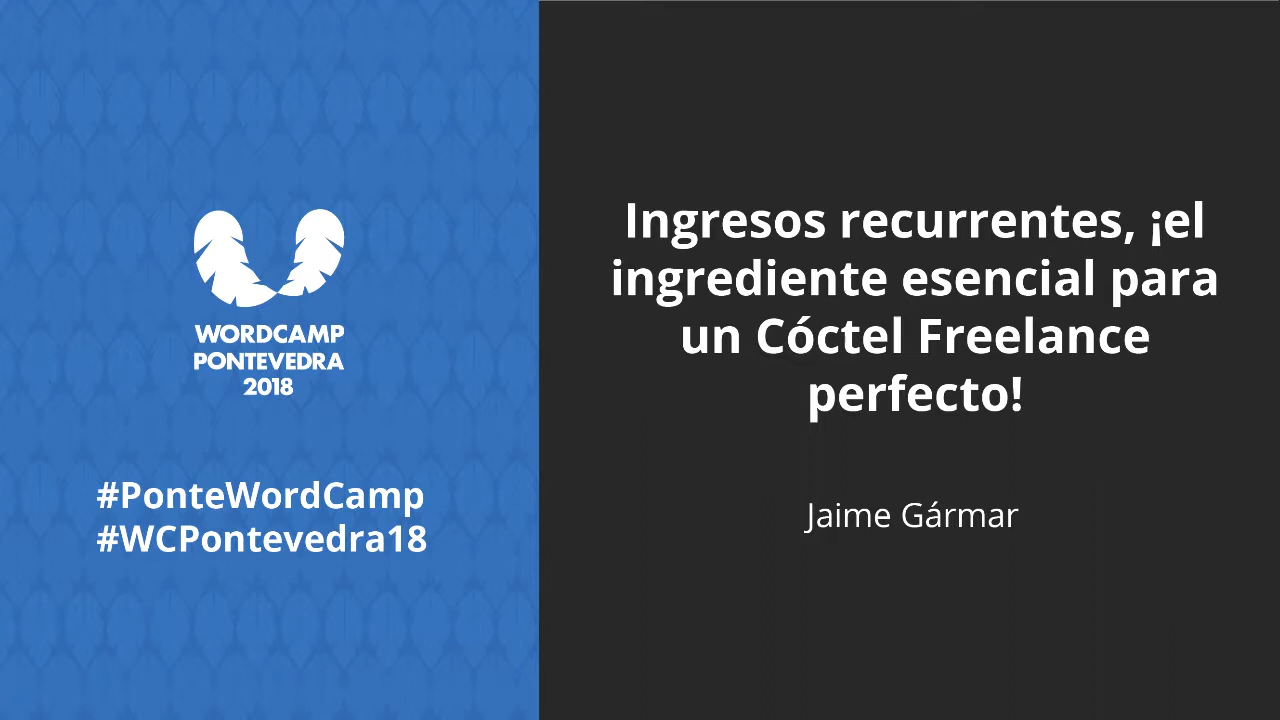 WORDCAMP
PONTEVEDRA
2018
#PonteWordCamp
#WCPontevedra18
Ingresos recurrentes, ¡el
ingrediente esencial para
un Cóctel Freelance
perfecto!
Jaime Gármar